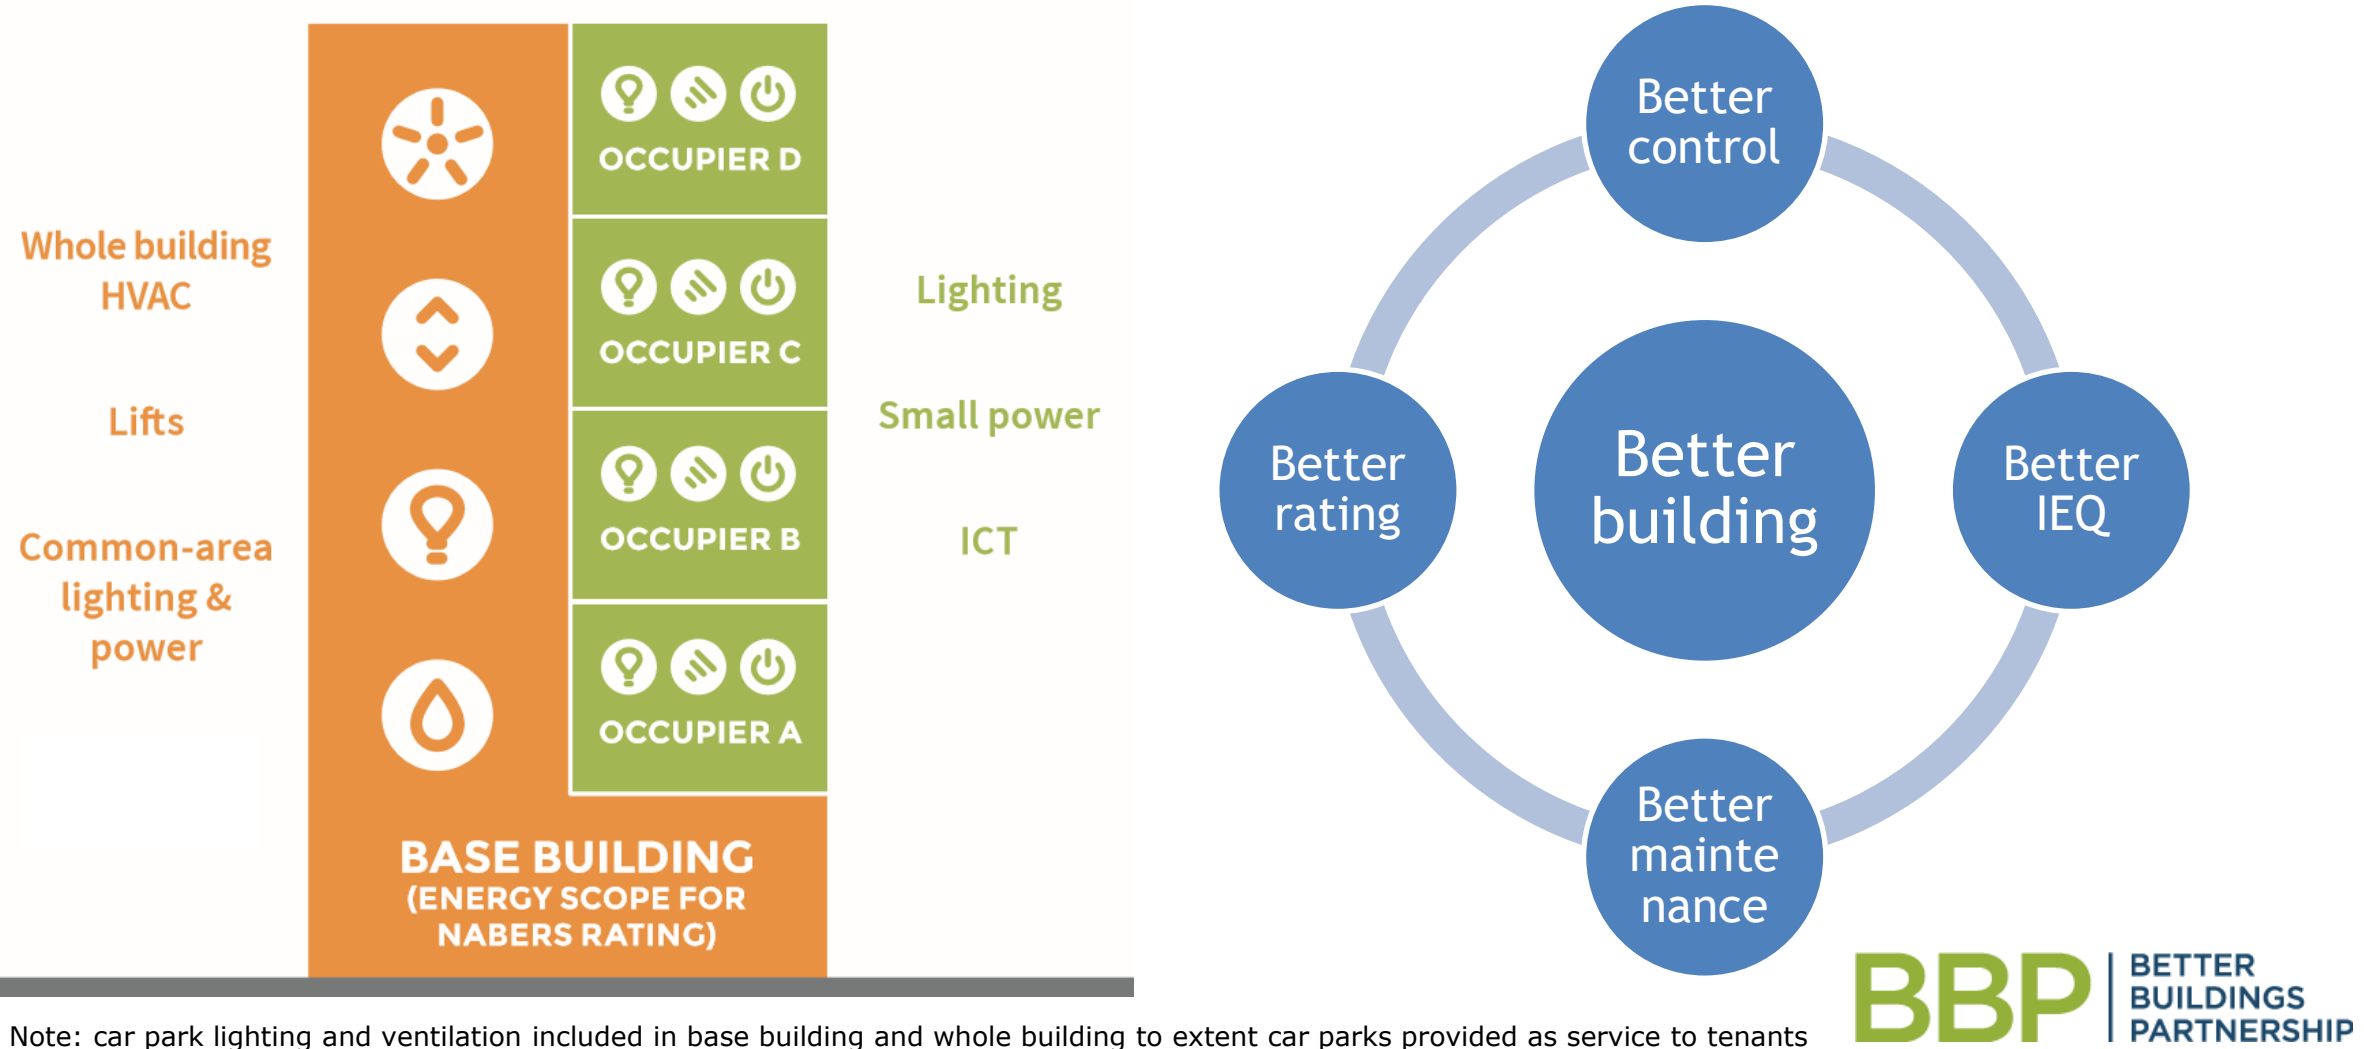 Whole building
HVAC
Lifts
Common-area
lighting &
power
OCCUPIER D
OCCUPIER C
OCCUPIER B
OCCUPIER A
BASE BUILDING
(ENERGY SCOPE FOR
NABERS RATING)
Lighting
Small power
ICT
Better
control
Better
rating
Better
building
Better
IEQ
Better
mainte
nance
BBP
BETTER
BUILDINGS
PARTNERSHIP
Note: car park lighting and ventilation included in base building and whole building to extent car parks provided as service to tenants